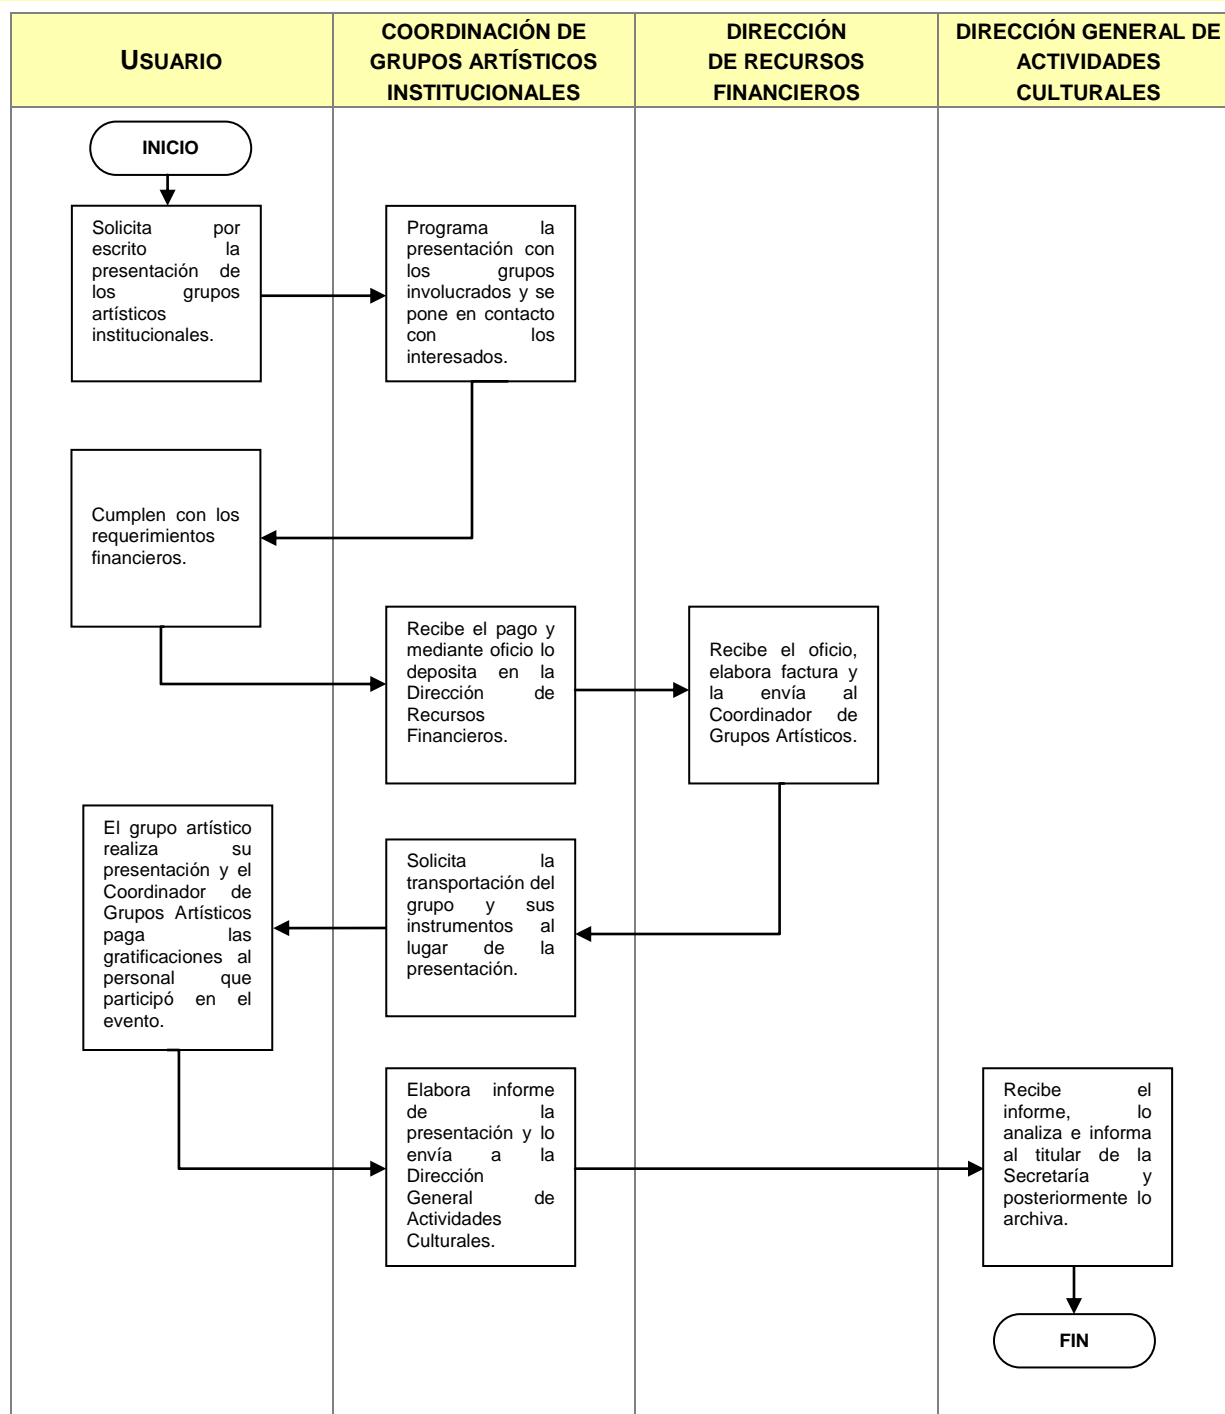 USUARIO
COORDINACIÓN DE
GRUPOS ARTÍSTICOS
INSTITUCIONALES
DIRECCIÓN
DE RECURSOS
FINANCIEROS
DIRECCIÓN GENERAL DE
ACTIVIDADES
CULTURALES
INICIO
Solicita por
escrito la
presentación de
los grupos
artísticos
institucionales.
Programa la
presentación con
los grupos
involucrados y se
pone en contacto
con los
interesados.
Cumplen con los
requerimientos
financieros.
Recibe el pago y
mediante oficio lo
deposita en la
Dirección de
Recursos
Financieros.
Recibe el oficio,
elabora factura y
la envía al
Coordinador de
Grupos Artísticos.
Solicita la
transportación del
grupo y sus
instrumentos al
lugar de la
presentación.
El grupo artístico
realiza su
presentación y el
Coordinador de
Grupos Artísticos
paga las
gratificaciones al
personal que
participó en el
evento.
Elabora informe
de la
presentación y lo
envía a la
Dirección
General de
Actividades
Culturales.
Recibe el
informe, lo
analiza e informa
al titular de la
Secretaría y
posteriormente lo
archiva.
FIN